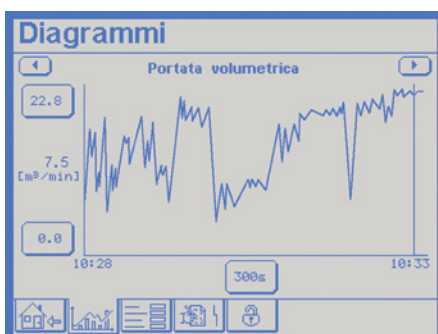 Diagrammi
Portata volumetrica
22.8
7.5
[m³/min]
0.0
10:28
10:33
300s